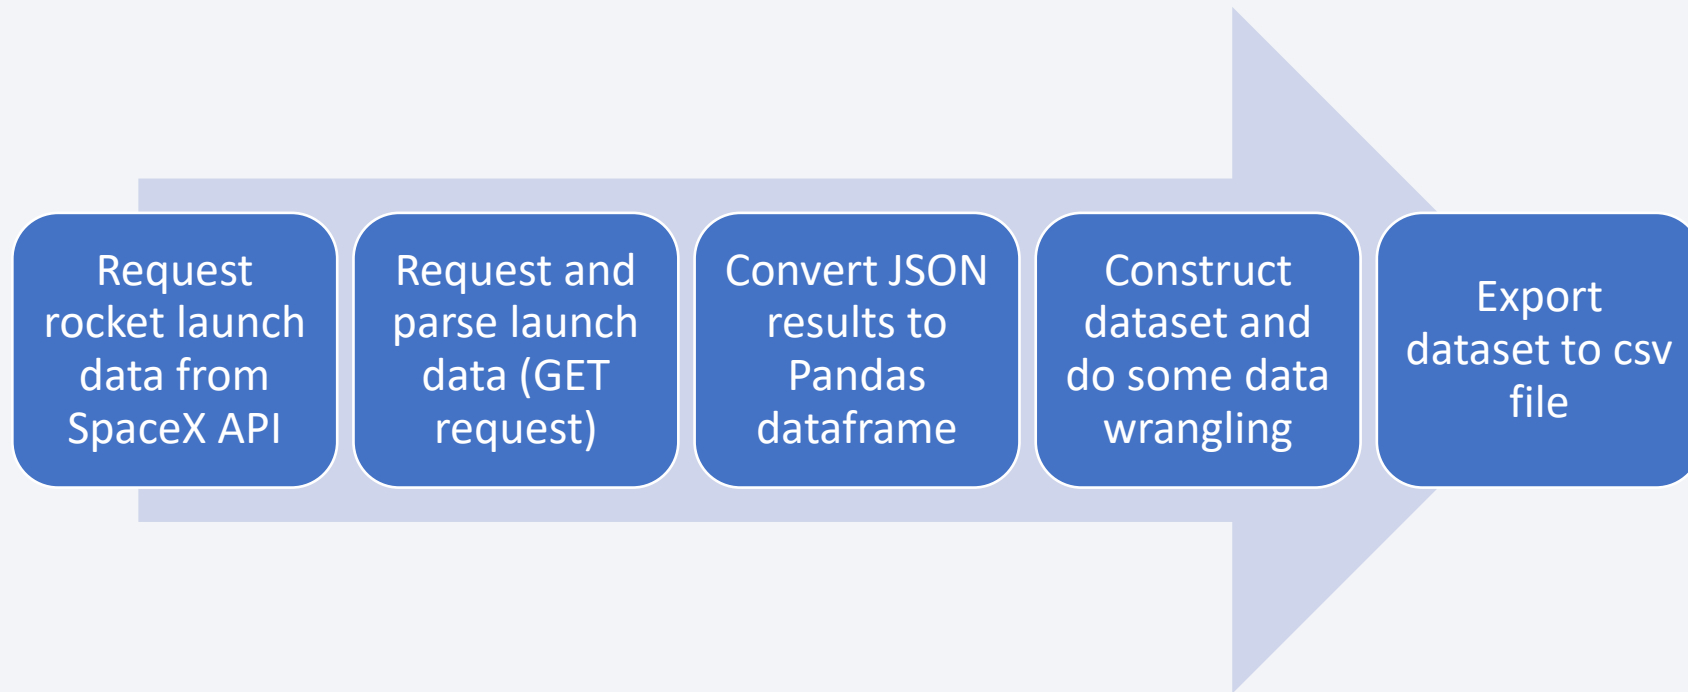 Request
rocket launch
data from
SpaceX API
Request and
parse launch
data (GET
request)
Convert JSON
results to
Pandas
dataframe
Construct
dataset and
do some data
wrangling
Export
dataset to csv
file